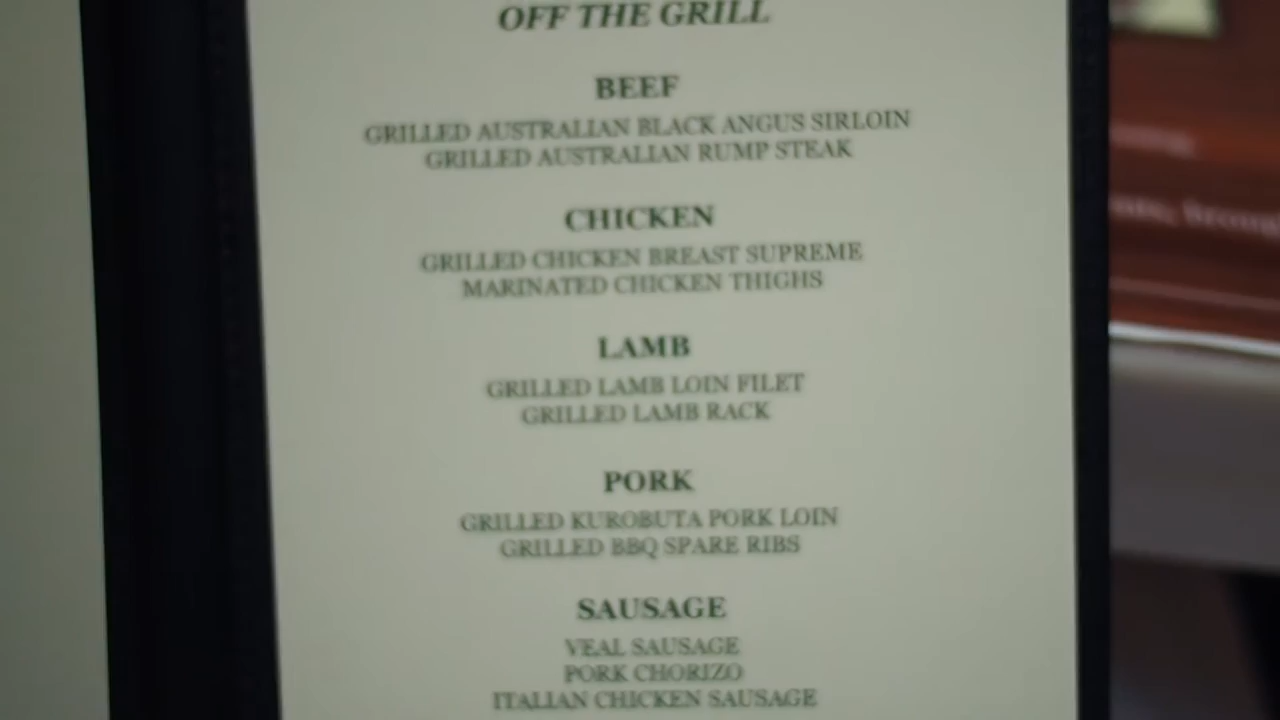 OFF THE GRILL
BEEF
GRILLED AUSTRALIAN BLACK ANGUS SIRLOIN
GRILLED AUSTRALIAN RUMP STEAK
CHICKEN
GRILLED CHICKEN BREAST SUPREME
MARINATED CHICKEN THIGHS
LAMB
GRILLED LAMB LOIN FILET
GRILLED LAMB RACK
PORK
GRILLED KUROBUTA PORK LOIN
GRILLED BBQ SPARE RIBS
SAUSAGE
VEAL SAUSAGE
PORK CHORIZO
ITALIAN CHICKEN SAUSAGE